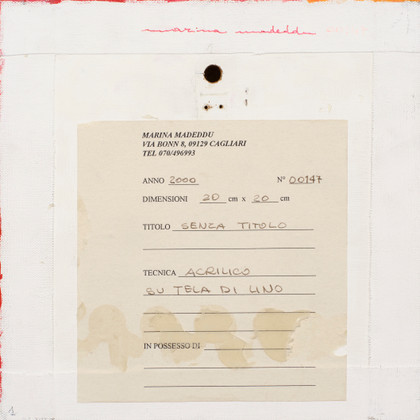 marina madeddu
MARINA MADEDDU
VIA BONN 8, 09129 CAGLIARI
TEL 070/496993
ANNO 2000 N° 00147
DIMENSIONI 20 cm x 20 cm
TITOLO SENZA TITOLO
TECNICA ACRILICO
SU TELA DI LINO
IN POSSESSO DI
1